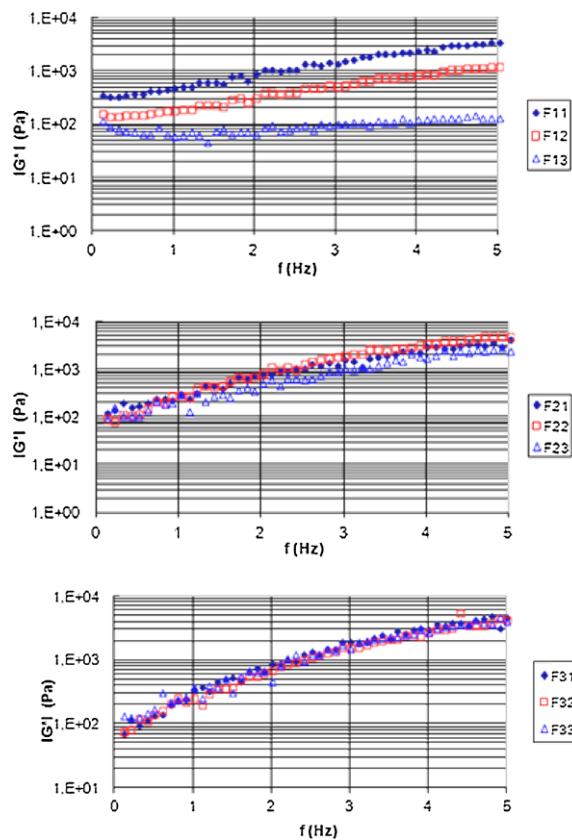 1.E+04
1.E+03
1.E+02
1.E+01
1.E+00
|G*| (Pa)
0 1 2 3 4 5
f (Hz)
F11
F12
F13
1.E+04
1.E+03
1.E+02
1.E+01
1.E+00
|G*| (Pa)
0 1 2 3 4 5
f (Hz)
F21
F22
F23
1.E+04
1.E+03
1.E+02
1.E+01
|G*| (Pa)
0 1 2 3 4 5
f (Hz)
F31
F32
F33